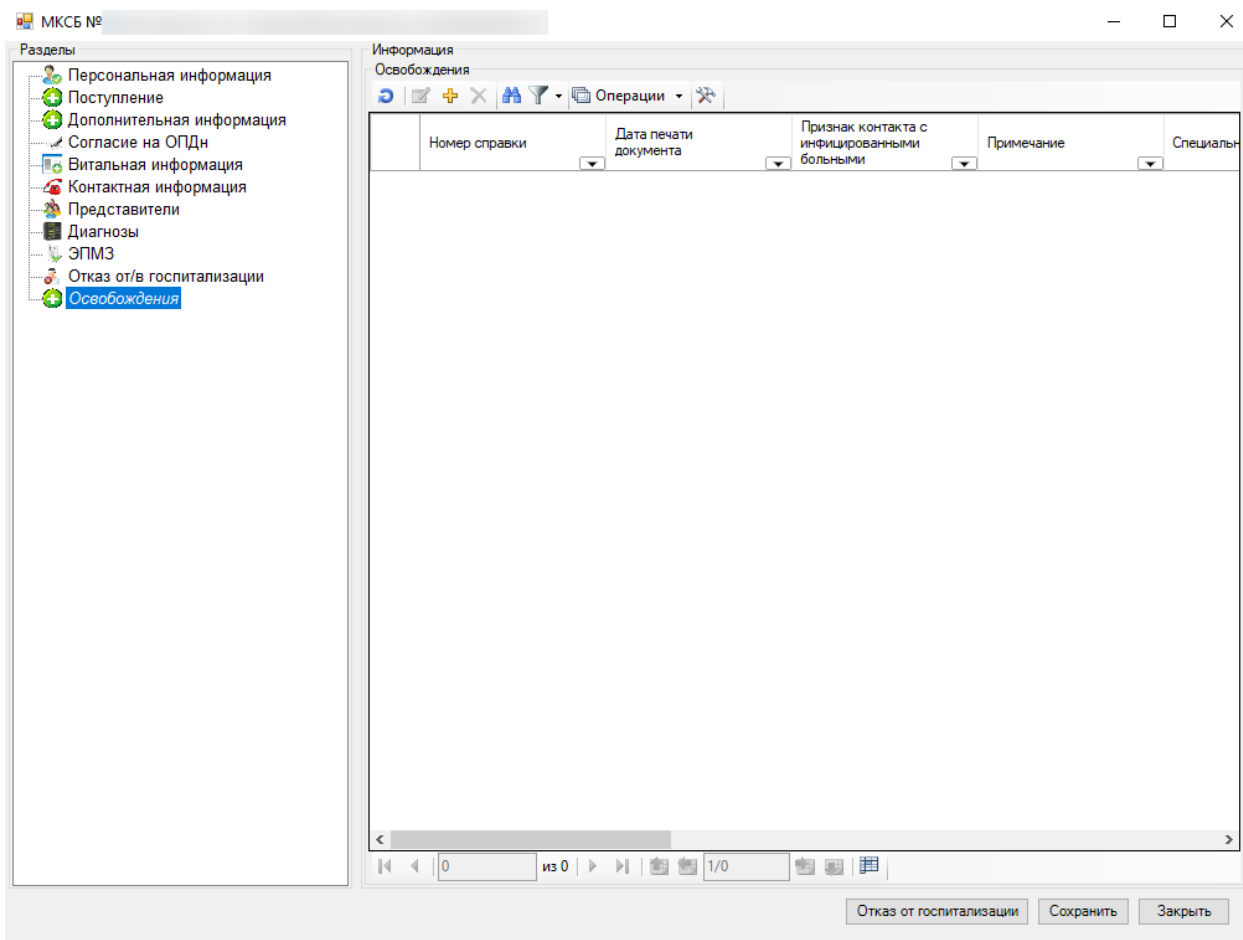 МКСБ №
Разделы
Персональная информация
Поступление
Дополнительная информация
Согласие на ОПДн
Витальная информация
Контактная информация
Представители
Диагнозы
ЭПМЗ
Отказ от/в госпитализации
Освобождения
Информация
Освобождения
Операции
Номер справки
Дата печати
документа
Признак контакта с
инфицированными
больными
Примечание
Специальн
0
из 0
1/0
Отказ от госпитализации
Сохранить
Закрыть